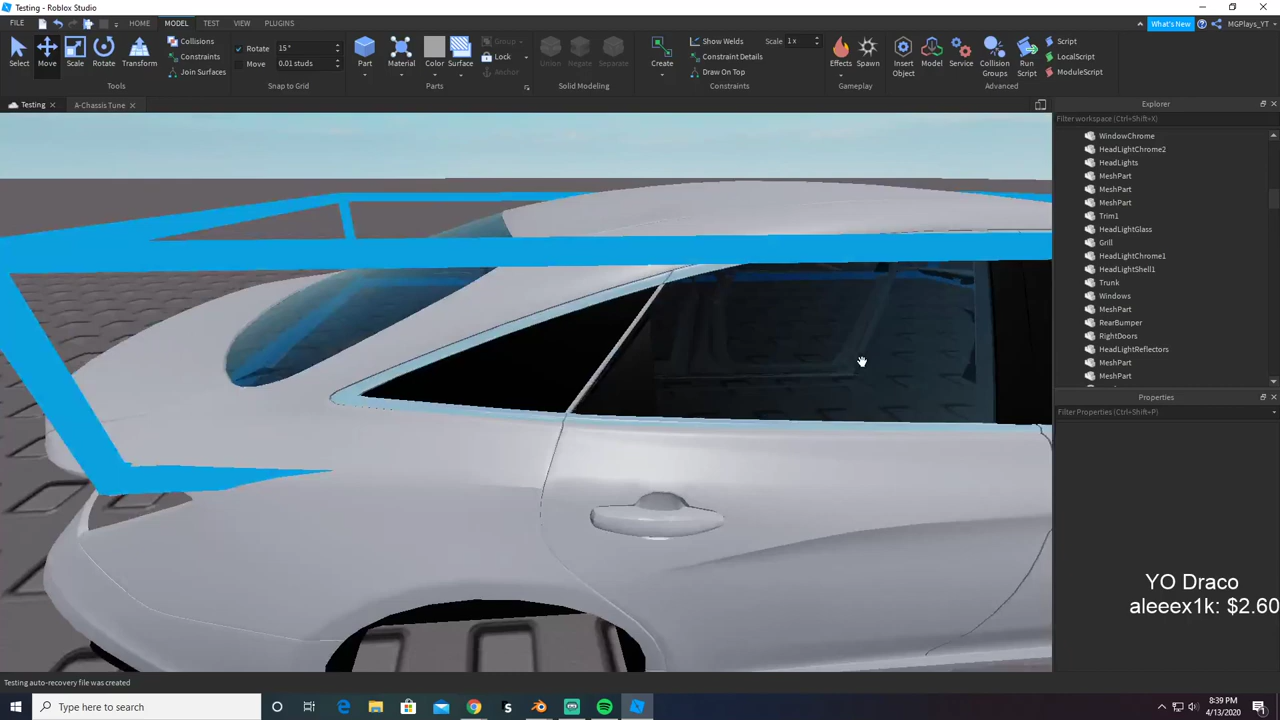 Testing - Roblox Studio
FILE HOME MODEL TEST VIEW PLUGINS What's New MGPlays_YT
Select Move Scale Rotate Transform
Collisions
Constraints
Join Surfaces
Tools
Rotate 15°
Move 0.01 studs
Snap to Grid
Part Material Color Surface
Group
Lock
Anchor
Parts
Union Negate Separate
Solid Modeling
Create
Show Welds Scale 1 x
Constraint Details
Draw On Top
Constraints
Effects Spawn
Gameplay
Insert Object Model Service Collision Groups Run Script
Script
LocalScript
ModuleScript
Advanced
Testing A-Chassis Tune
Explorer
Filter workspace (Ctrl+Shift+X)
WindowChrome
HeadLightChrome2
HeadLights
MeshPart
MeshPart
MeshPart
Trim1
HeadLightGlass
Grill
HeadLightChrome1
HeadLightShell1
Trunk
Windows
MeshPart
RearBumper
RightDoors
HeadLightReflectors
MeshPart
MeshPart
Properties
Filter Properties (Ctrl+Shift+P)
YO Draco
aleeex1k: $2.60
Testing auto-recovery file was created
Type here to search
8:39 PM
4/13/2020